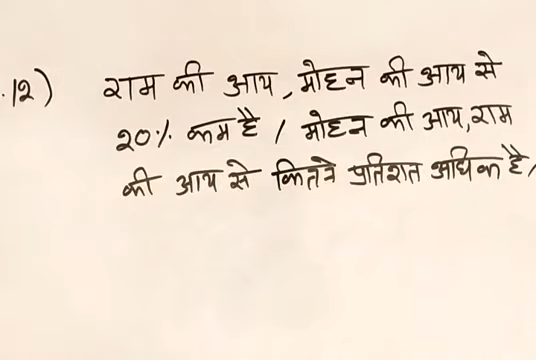 .12) राम की आय, मोहन की आय से
20% कम है / मोहन की आय, राम
की आय से कितने प्रतिशत अधिक है /